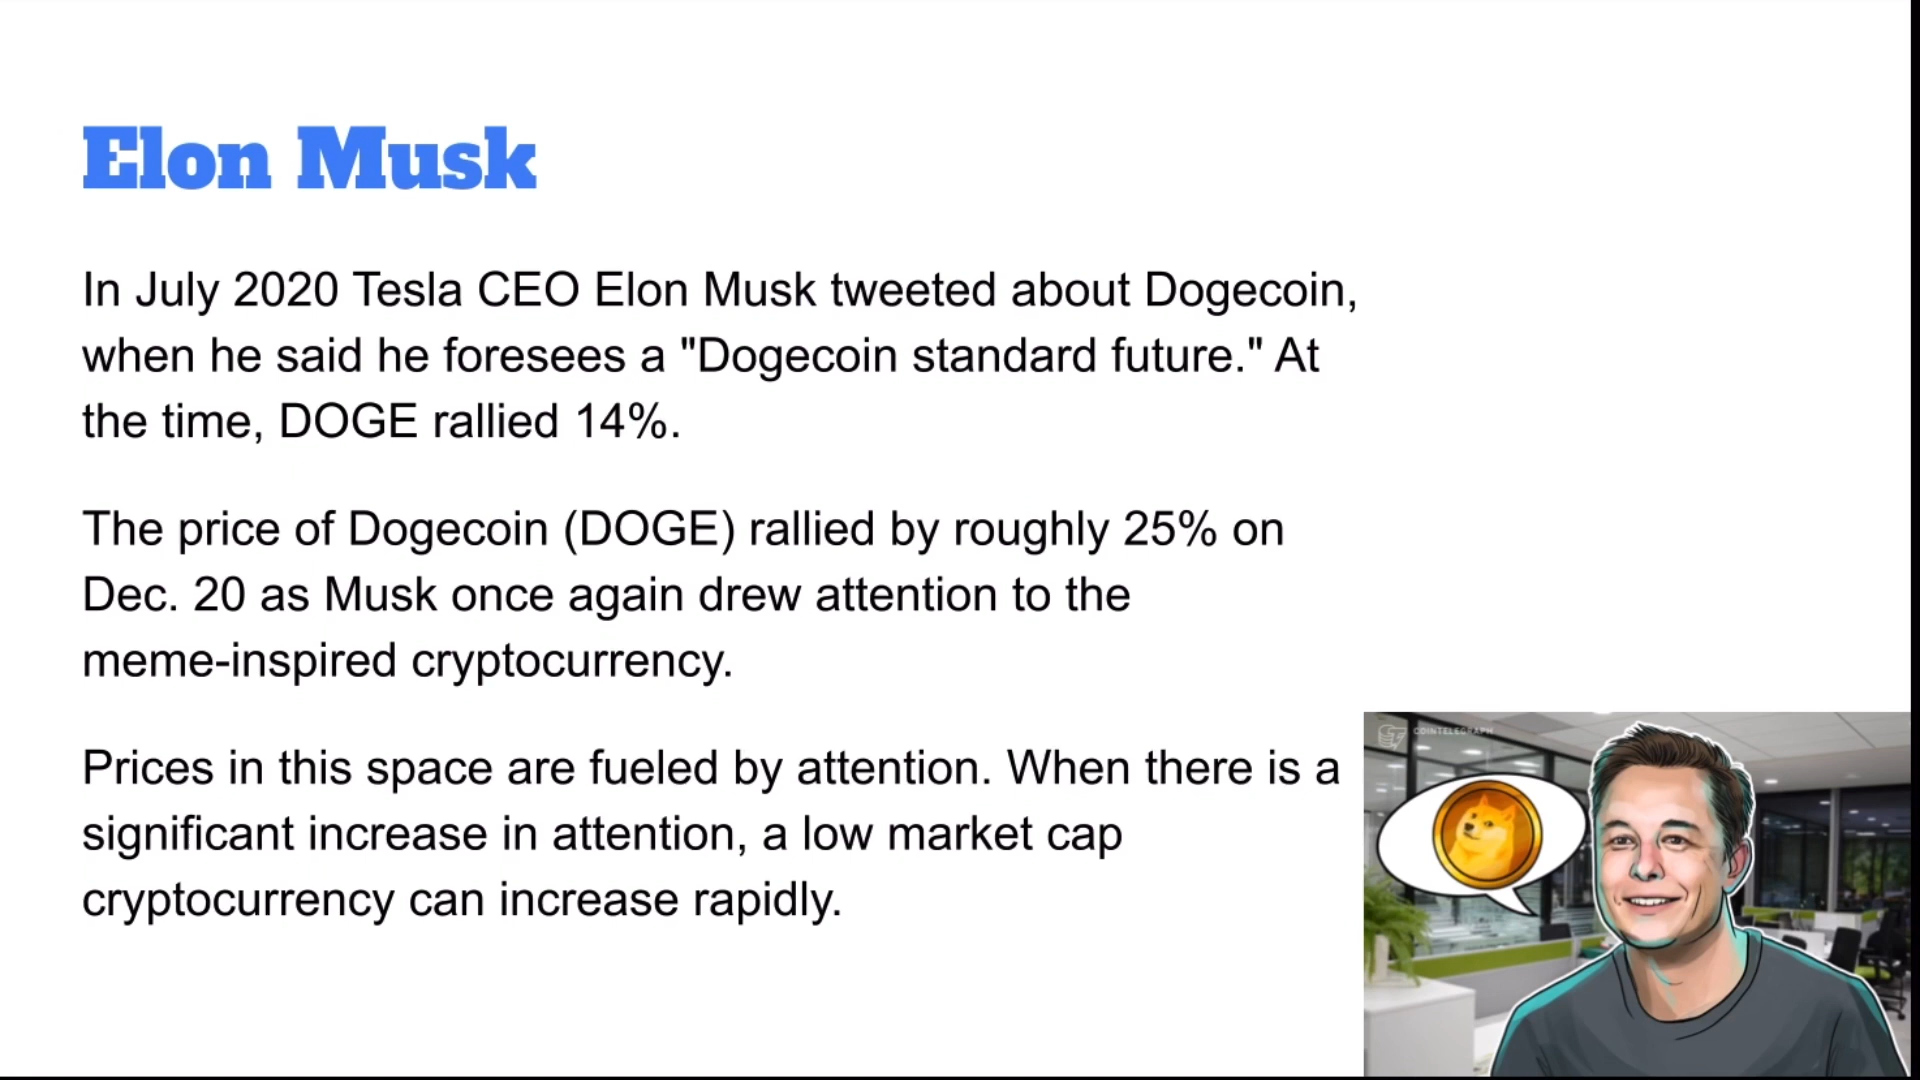 Elon Musk
In July 2020 Tesla CEO Elon Musk tweeted about Dogecoin,
when he said he foresees a "Dogecoin standard future." At
the time, DOGE rallied 14%.
The price of Dogecoin (DOGE) rallied by roughly 25% on
Dec. 20 as Musk once again drew attention to the
meme-inspired cryptocurrency.
Prices in this space are fueled by attention. When there is a
significant increase in attention, a low market cap
cryptocurrency can increase rapidly.
COINTELEGRAPH